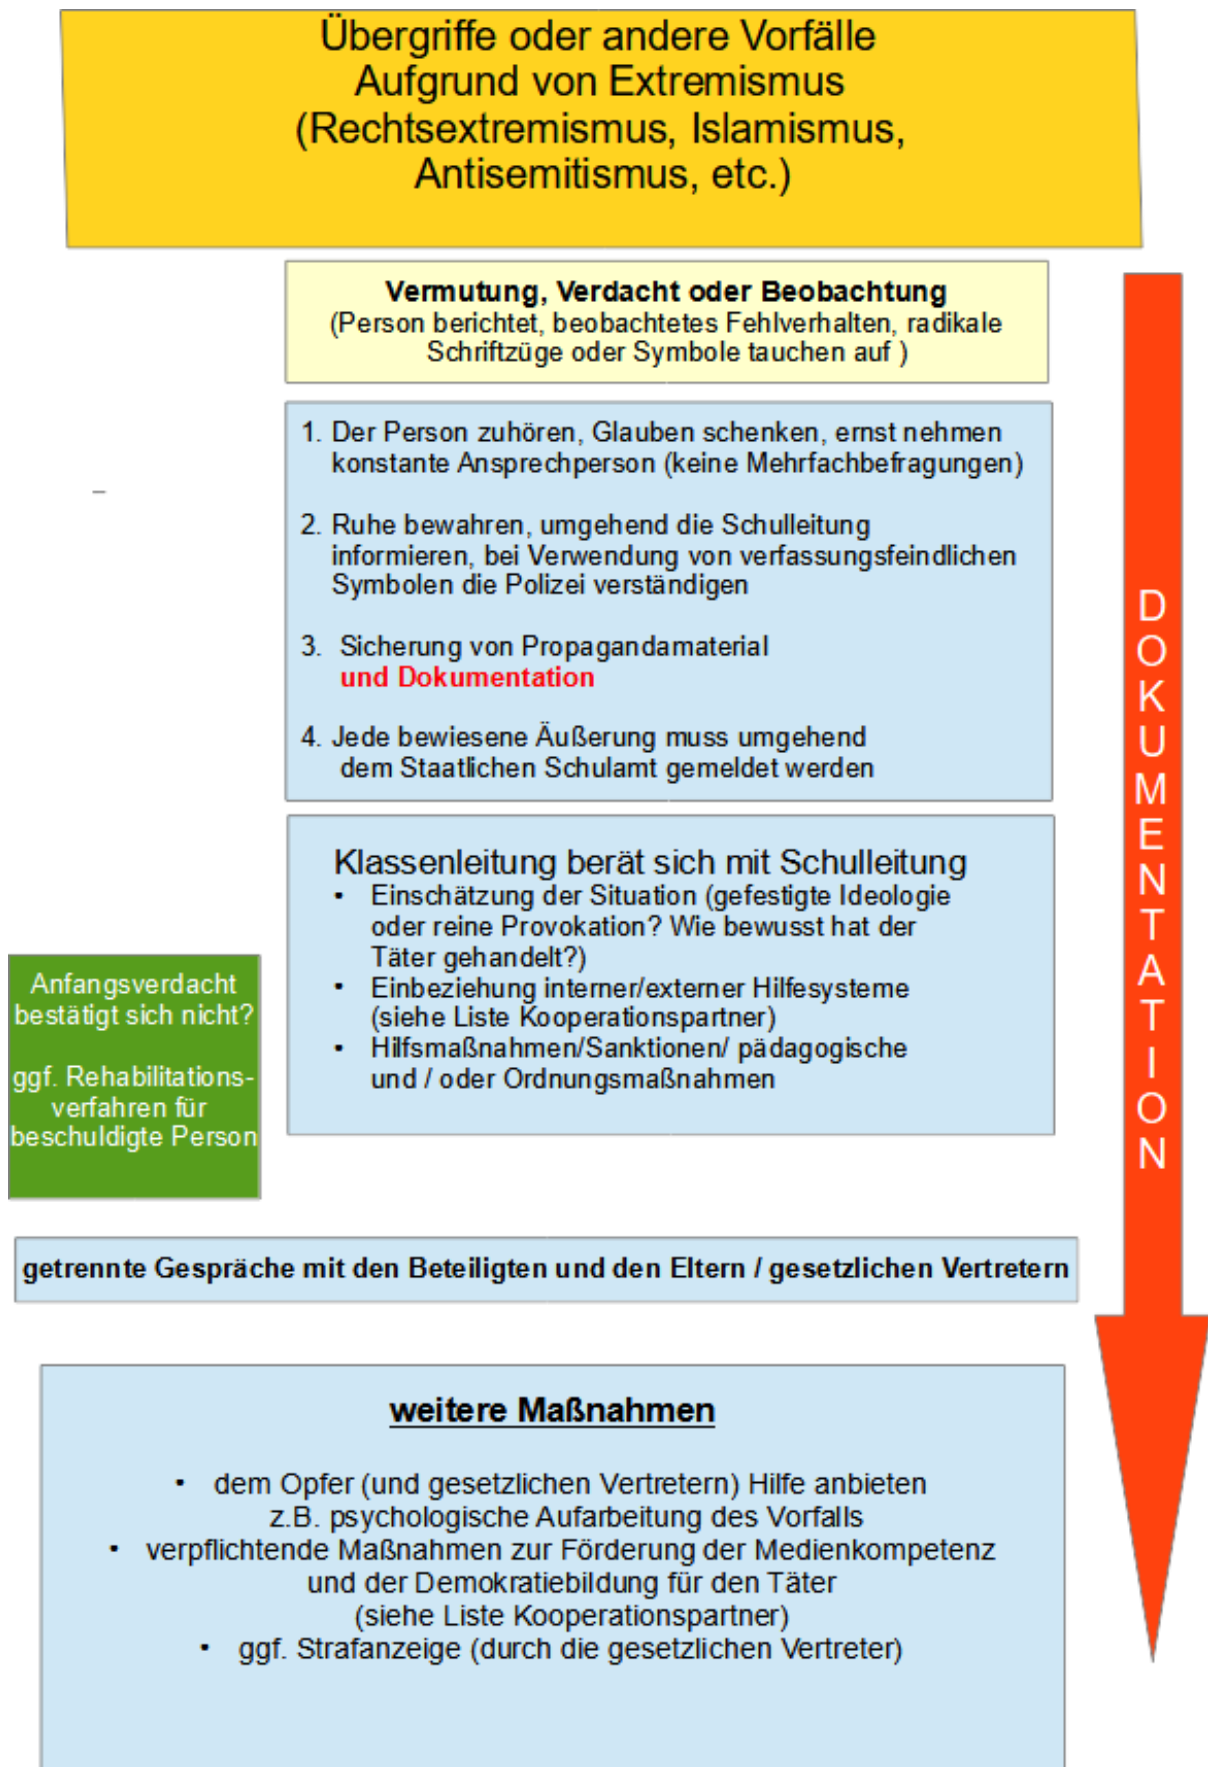 Übergriffe oder andere Vorfälle
Aufgrund von Extremismus
(Rechtsextremismus, Islamismus,
Antisemitismus, etc.)
Vermutung, Verdacht oder Beobachtung
(Person berichtet, beobachtetes Fehlverhalten, radikale
Schriftzüge oder Symbole tauchen auf )
1. Der Person zuhören, Glauben schenken, ernst nehmen
konstante Ansprechperson (keine Mehrfachbefragungen)
2. Ruhe bewahren, umgehend die Schulleitung
informieren, bei Verwendung von verfassungsfeindlichen
Symbolen die Polizei verständigen
3. Sicherung von Propagandamaterial
und Dokumentation
4. Jede bewiesene Äußerung muss umgehend
dem Staatlichen Schulamt gemeldet werden
Klassenleitung berät sich mit Schulleitung
• Einschätzung der Situation (gefestigte Ideologie
oder reine Provokation? Wie bewusst hat der
Täter gehandelt?)
• Einbeziehung interner/externer Hilfesysteme
(siehe Liste Kooperationspartner)
• Hilfsmaßnahmen/Sanktionen/ pädagogische
und / oder Ordnungsmaßnahmen
Anfangsverdacht
bestätigt sich nicht?
ggf. Rehabilitations-
verfahren für
beschuldigte Person
getrennte Gespräche mit den Beteiligten und den Eltern / gesetzlichen Vertretern
weitere Maßnahmen
• dem Opfer (und gesetzlichen Vertretern) Hilfe anbieten
z.B. psychologische Aufarbeitung des Vorfalls
• verpflichtende Maßnahmen zur Förderung der Medienkompetenz
und der Demokratiebildung für den Täter
(siehe Liste Kooperationspartner)
• ggf. Strafanzeige (durch die gesetzlichen Vertreter)
DOKUMENTATION